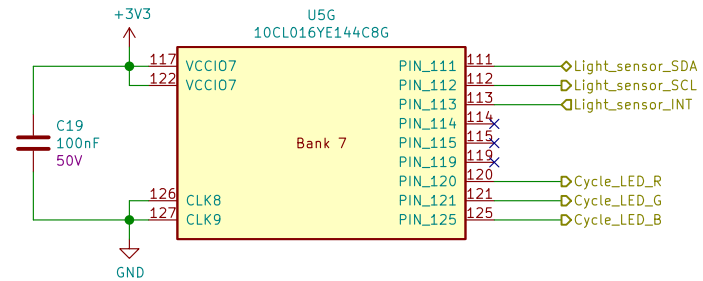 +3V3
U5G
10CL016YE144C8G
117 VCCIO7 PIN_111 111 Light_sensor_SDA
122 VCCIO7 PIN_112 112 Light_sensor_SCL
PIN_113 113 Light_sensor_INT
PIN_114 114
C19
100nF Bank 7 PIN_115 115
50V PIN_119 119
PIN_120 120 Cycle_LED_R
126 CLK8 PIN_121 121 Cycle_LED_G
127 CLK9 PIN_125 125 Cycle_LED_B
GND